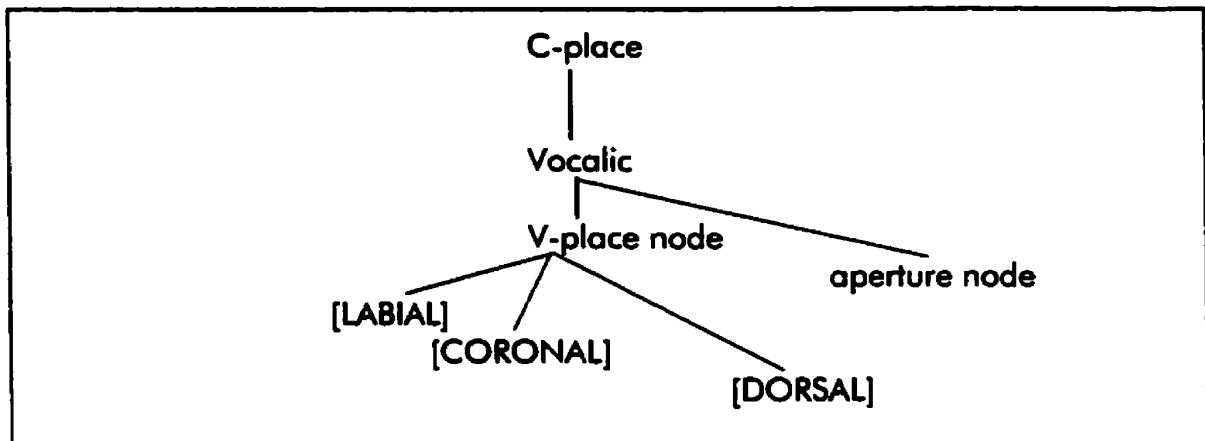 C-place
Vocalic
V-place node
aperture node
[LABIAL]
[CORONAL]
[DORSAL]